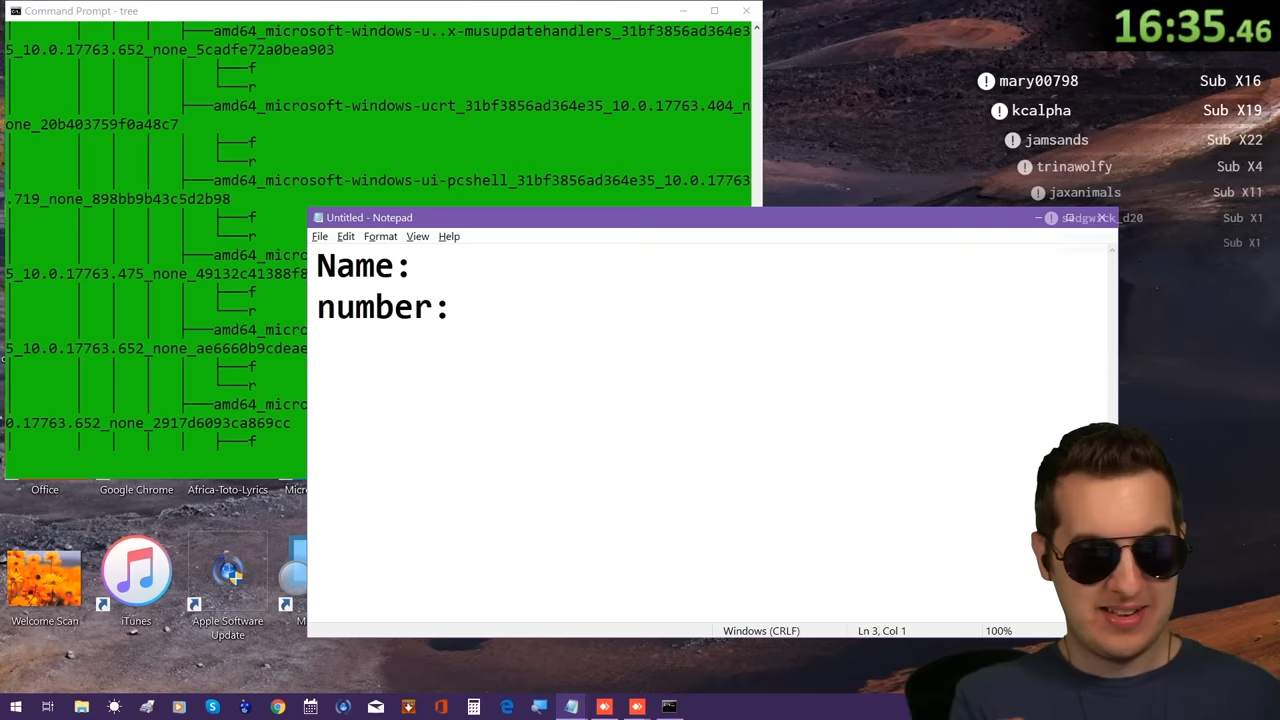 Command Prompt - tree
amd64_microsoft-windows-u..x-musupdatehandlers_31bf3856ad364e3
5_10.0.17763.652_none_5cadfe72a0bea903
f
r
amd64_microsoft-windows-ucrt_31bf3856ad364e35_10.0.17763.404_n
one_20b403759f0a48c7
f
r
amd64_microsoft-windows-ui-pcshell_31bf3856ad364e35_10.0.17763
.719_none_898bb9b43c5d2b98
f
r
amd64_micros
5_10.0.17763.475_none_49132c41388f8
f
r
amd64_micro
5_10.0.17763.652_none_ae6660b9cdeae
f
r
amd64_micro
0.17763.652_none_2917d6093ca869cc
f
16:35.46
mary00798 Sub X16
kcalpha Sub X19
jamsands Sub X22
trinawolfy Sub X4
jaxanimals Sub X11
Sub X1
Sub X1
Untitled - Notepad
File Edit Format View Help
Name:
number:
Windows (CRLF) Ln 3, Col 1 100%
Office
Google Chrome
Africa-Toto-Lyrics
Micr
Welcome Scan
iTunes
Apple Software
Update
M